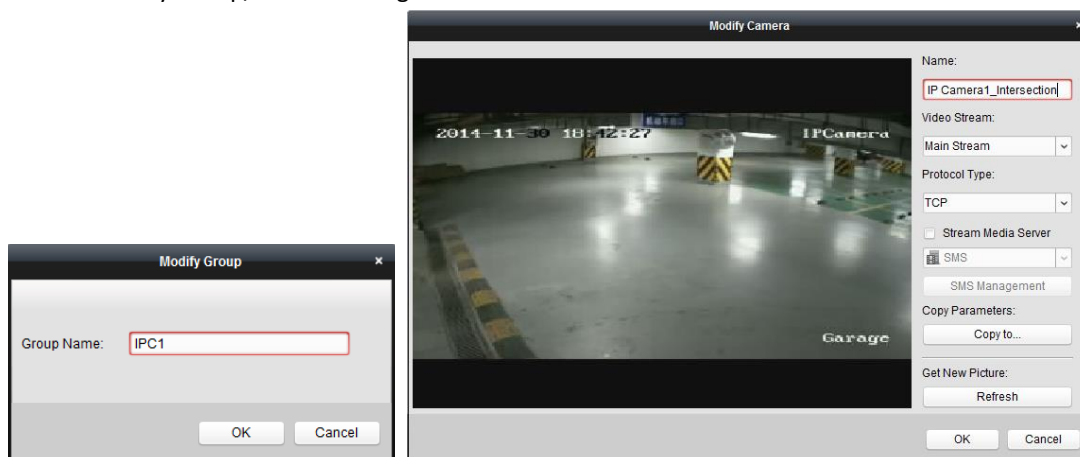 Modify Camera
×
Name:
IP Camera1_Intersection
Video Stream:
Main Stream
Protocol Type:
TCP
Stream Media Server
SMS
SMS Management
Copy Parameters:
Copy to...
Get New Picture:
Refresh
OK Cancel
2014-11-30 18:42:27 IPCamera
Garage
Modify Group ×
Group Name: IPC1
OK Cancel